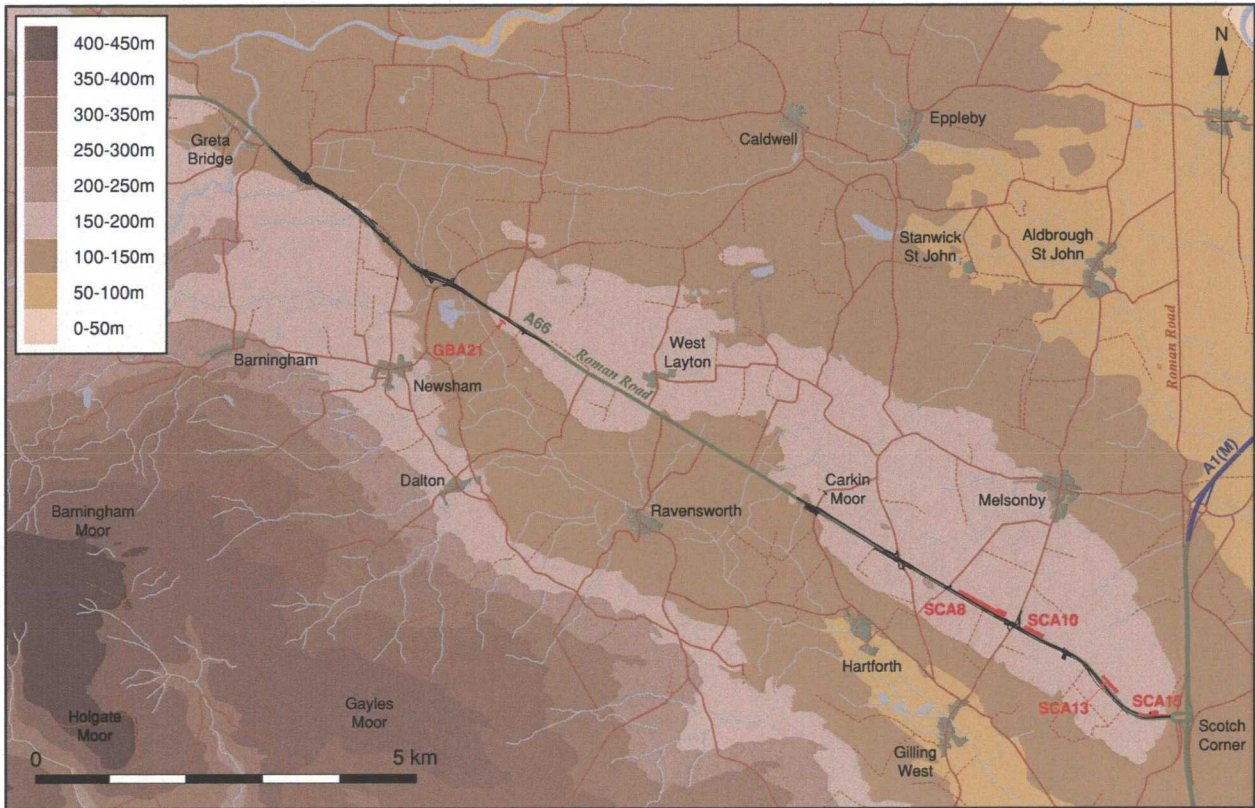 400-450m
350-400m
300-350m
250-300m
200-250m
150-200m
100-150m
50-100m
0-50m
N
Greta
Bridge
Caldwell
Eppleby
Stanwick
St John
Aldbrough
St John
Roman Road
A66
GBA21
Roman Road
West
Layton
Barningham
Newsham
A1(M)
Dalton
Ravensworth
Carkin
Moor
Melsonby
Barningham
Moor
SCA8
SCA10
Hartforth
SCA13
SCA15
Scotch
Corner
Gayles
Moor
Holgate
Moor
Gilling
West
0
5 km